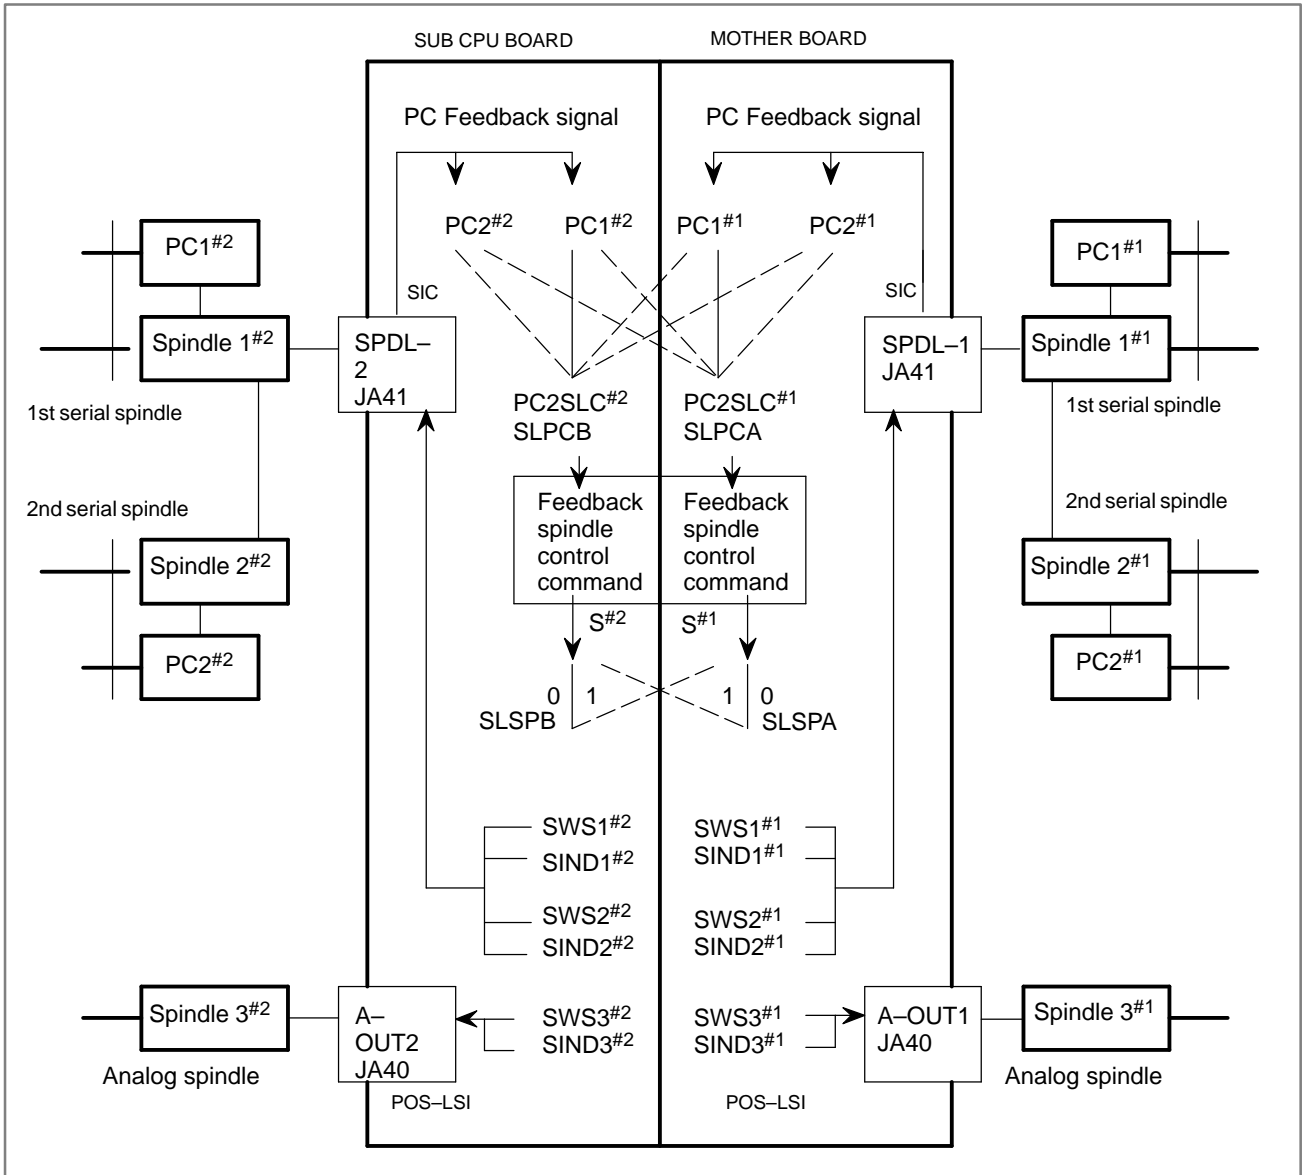 SUB CPU BOARD
MOTHER BOARD
PC Feedback signal
PC Feedback signal
PC2#2
PC1#2
PC1#1
PC2#1
PC1#2
PC1#1
SIC
SIC
Spindle 1#2
SPDL–
2
JA41
SPDL–1
JA41
Spindle 1#1
1st serial spindle
1st serial spindle
PC2SLC#2
SLPCB
PC2SLC#1
SLPCA
2nd serial spindle
2nd serial spindle
Feedback
spindle
control
command
Feedback
spindle
control
command
Spindle 2#2
Spindle 2#1
S#2
S#1
PC2#2
PC2#1
0
1
1
0
SLSPB
SLSPA
SWS1#2
SIND1#2
SWS1#1
SIND1#1
SWS2#2
SIND2#2
SWS2#1
SIND2#1
Spindle 3#2
A–
OUT2
JA40
SWS3#2
SIND3#2
SWS3#1
SIND3#1
A–OUT1
JA40
Spindle 3#1
Analog spindle
Analog spindle
POS–LSI
POS–LSI